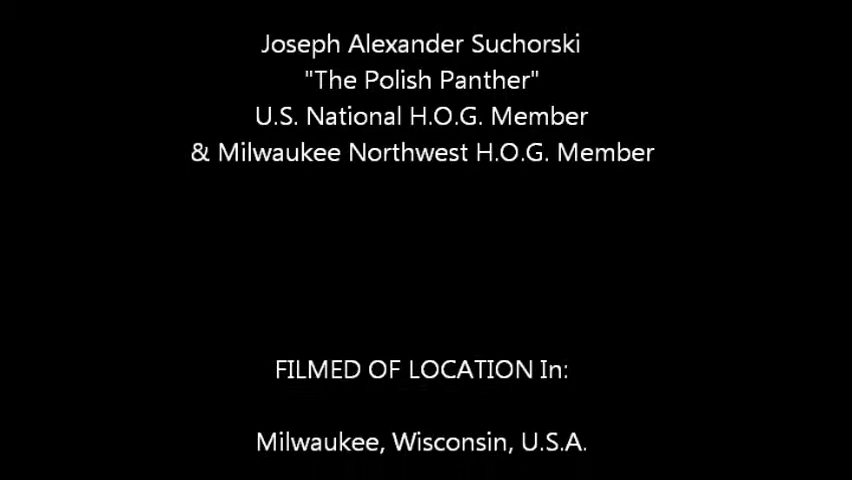 Joseph Alexander Suchorski
"The Polish Panther"
U.S. National H.O.G. Member
& Milwaukee Northwest H.O.G. Member
FILMED OF LOCATION In:
Milwaukee, Wisconsin, U.S.A.